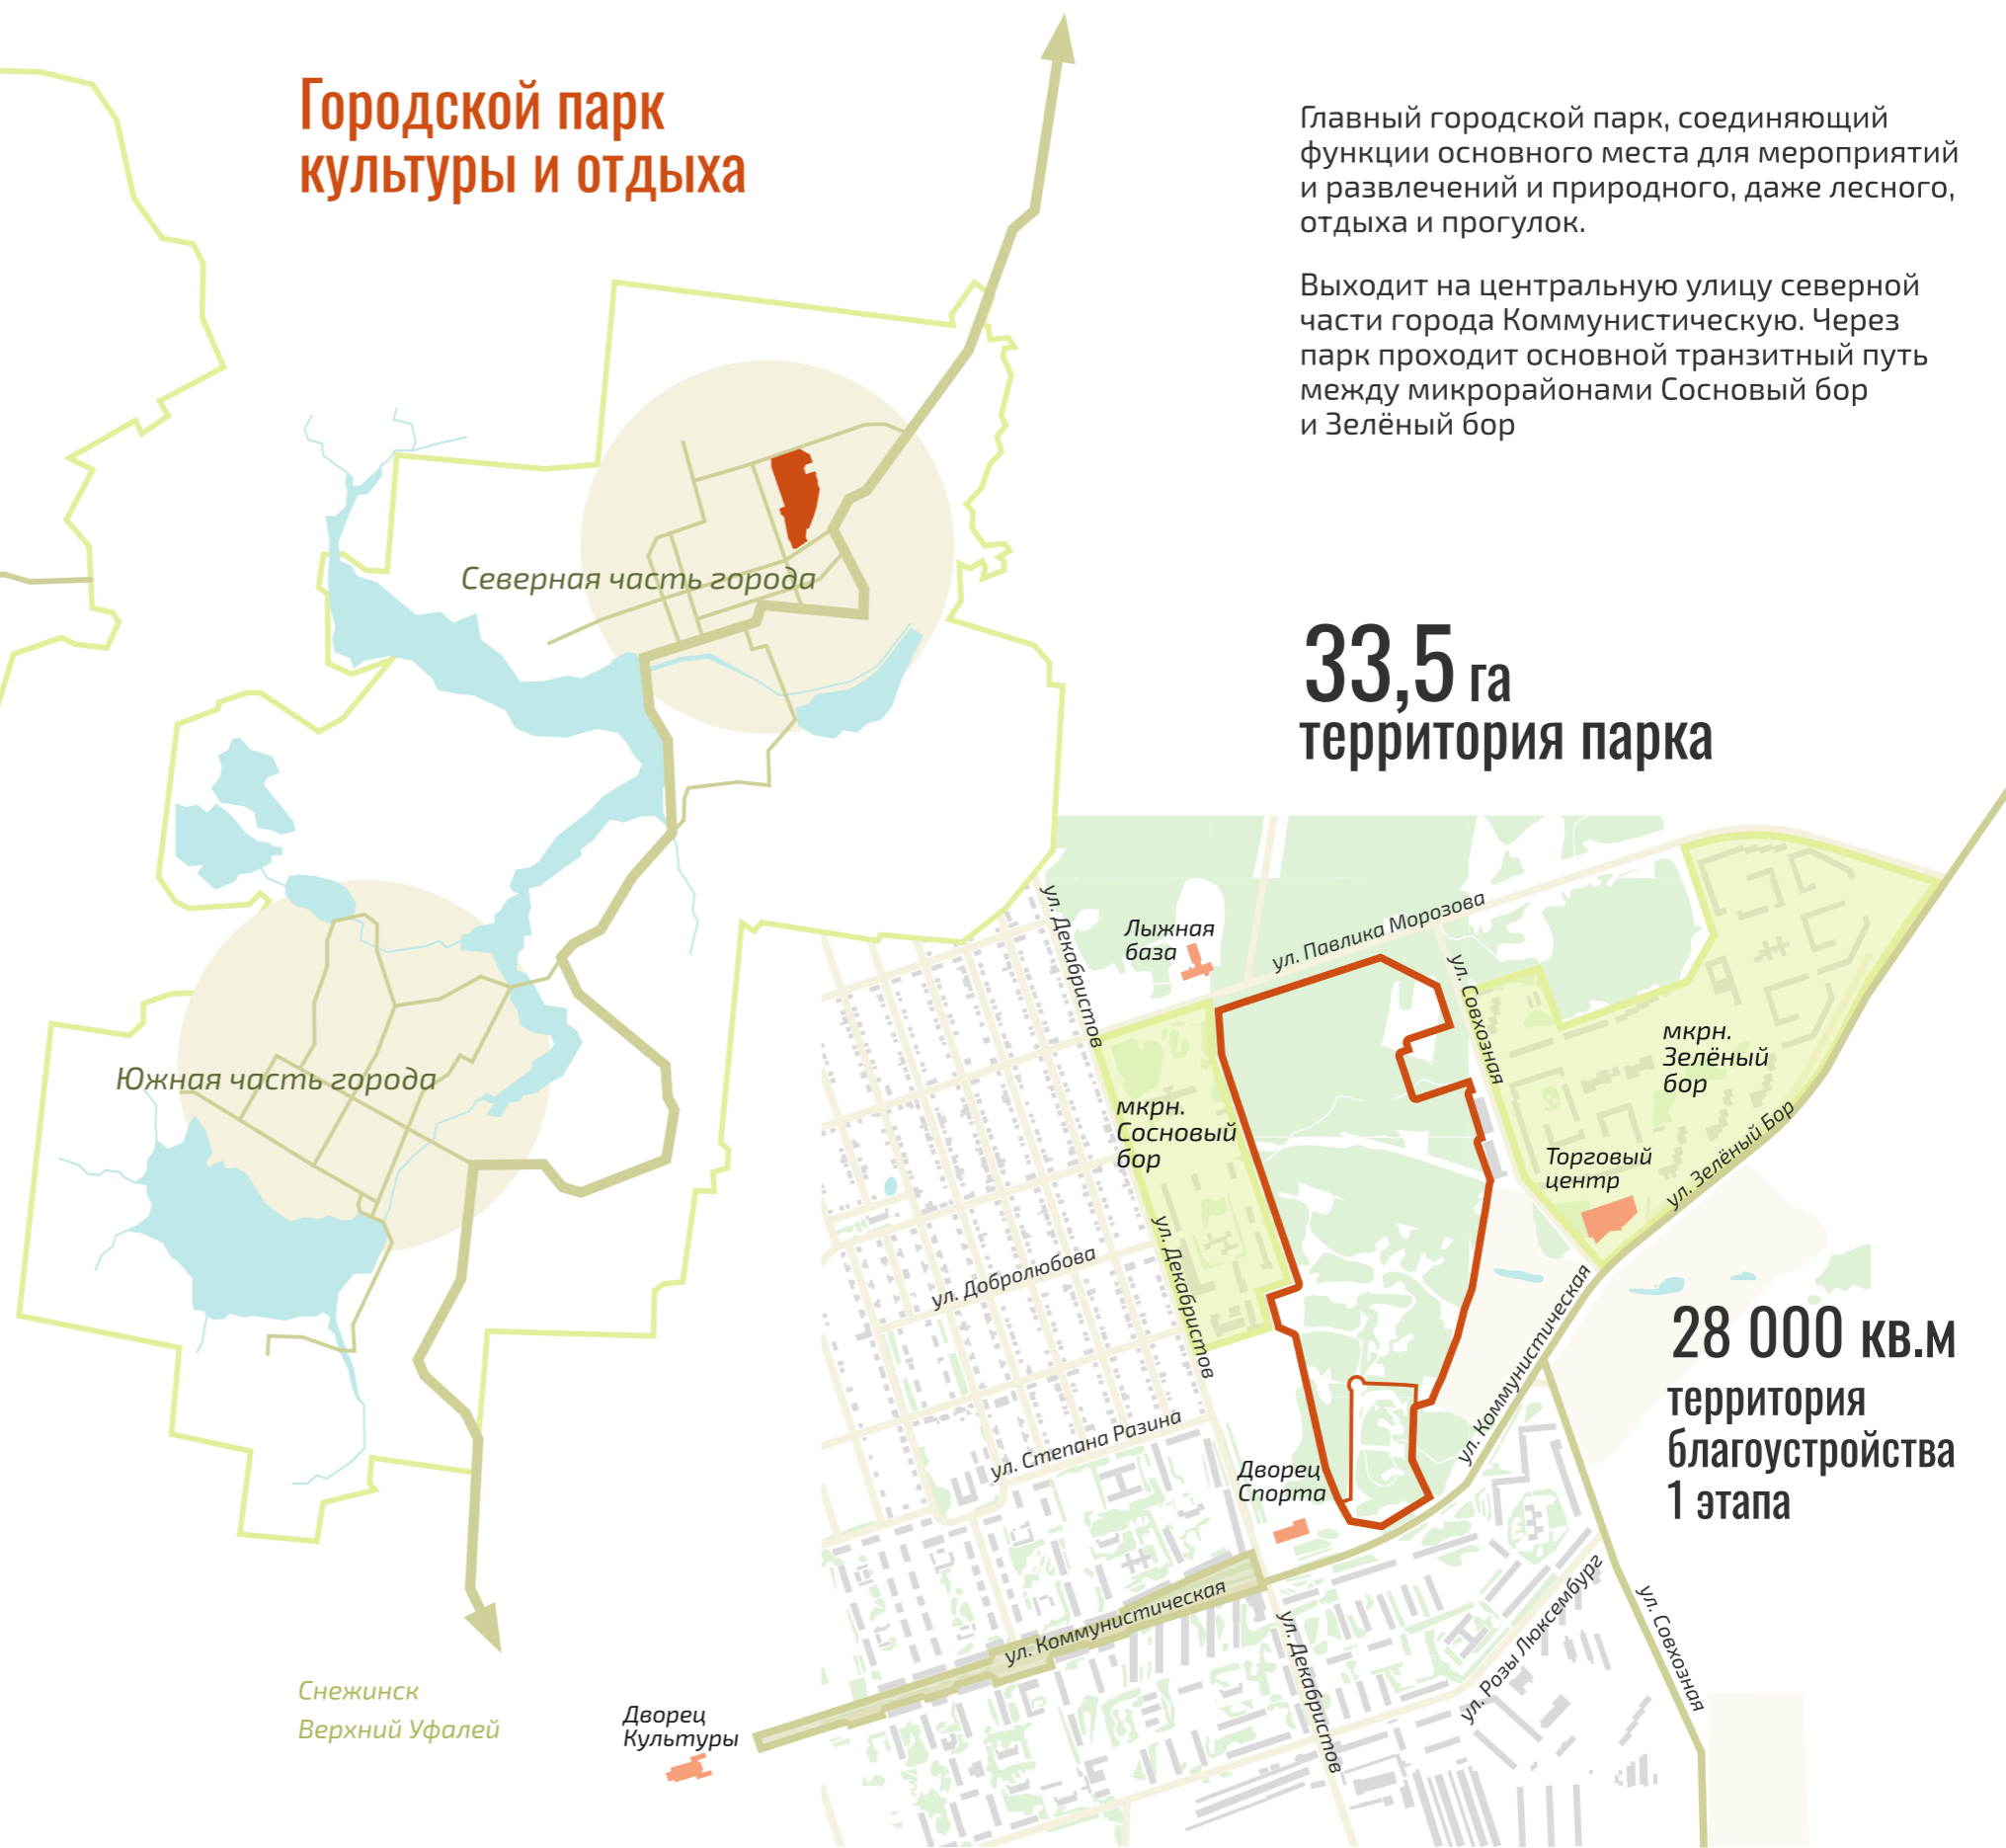 Городской парк
культуры и отдыха
Главный городской парк, соединяющий
функции основного места для мероприятий
и развлечений и природного, даже лесного,
отдыха и прогулок.
Выходит на центральную улицу северной
части города Коммунистическую. Через
парк проходит основной транзитный путь
между микрорайонами Сосновый бор
и Зелёный бор
Северная часть города
33,5 га
территория парка
Южная часть города
ул. Декабристов
Лыжная
база
ул. Павлика Морозова
ул. Совхозная
мкрн.
Зелёный
бор
мкрн.
Сосновый
бор
Торговый
центр
ул. Зелёный Бор
ул. Добролюбова
ул. Декабристов
ул. Коммунистическая
28 000 кв.м
территория
благоустройства
1 этапа
ул. Степана Разина
Дворец
Спорта
ул. Коммунистическая
ул. Декабристов
ул. Розы Люксембург
ул. Совхозная
Снежинск
Верхний Уфалей
Дворец
Культуры